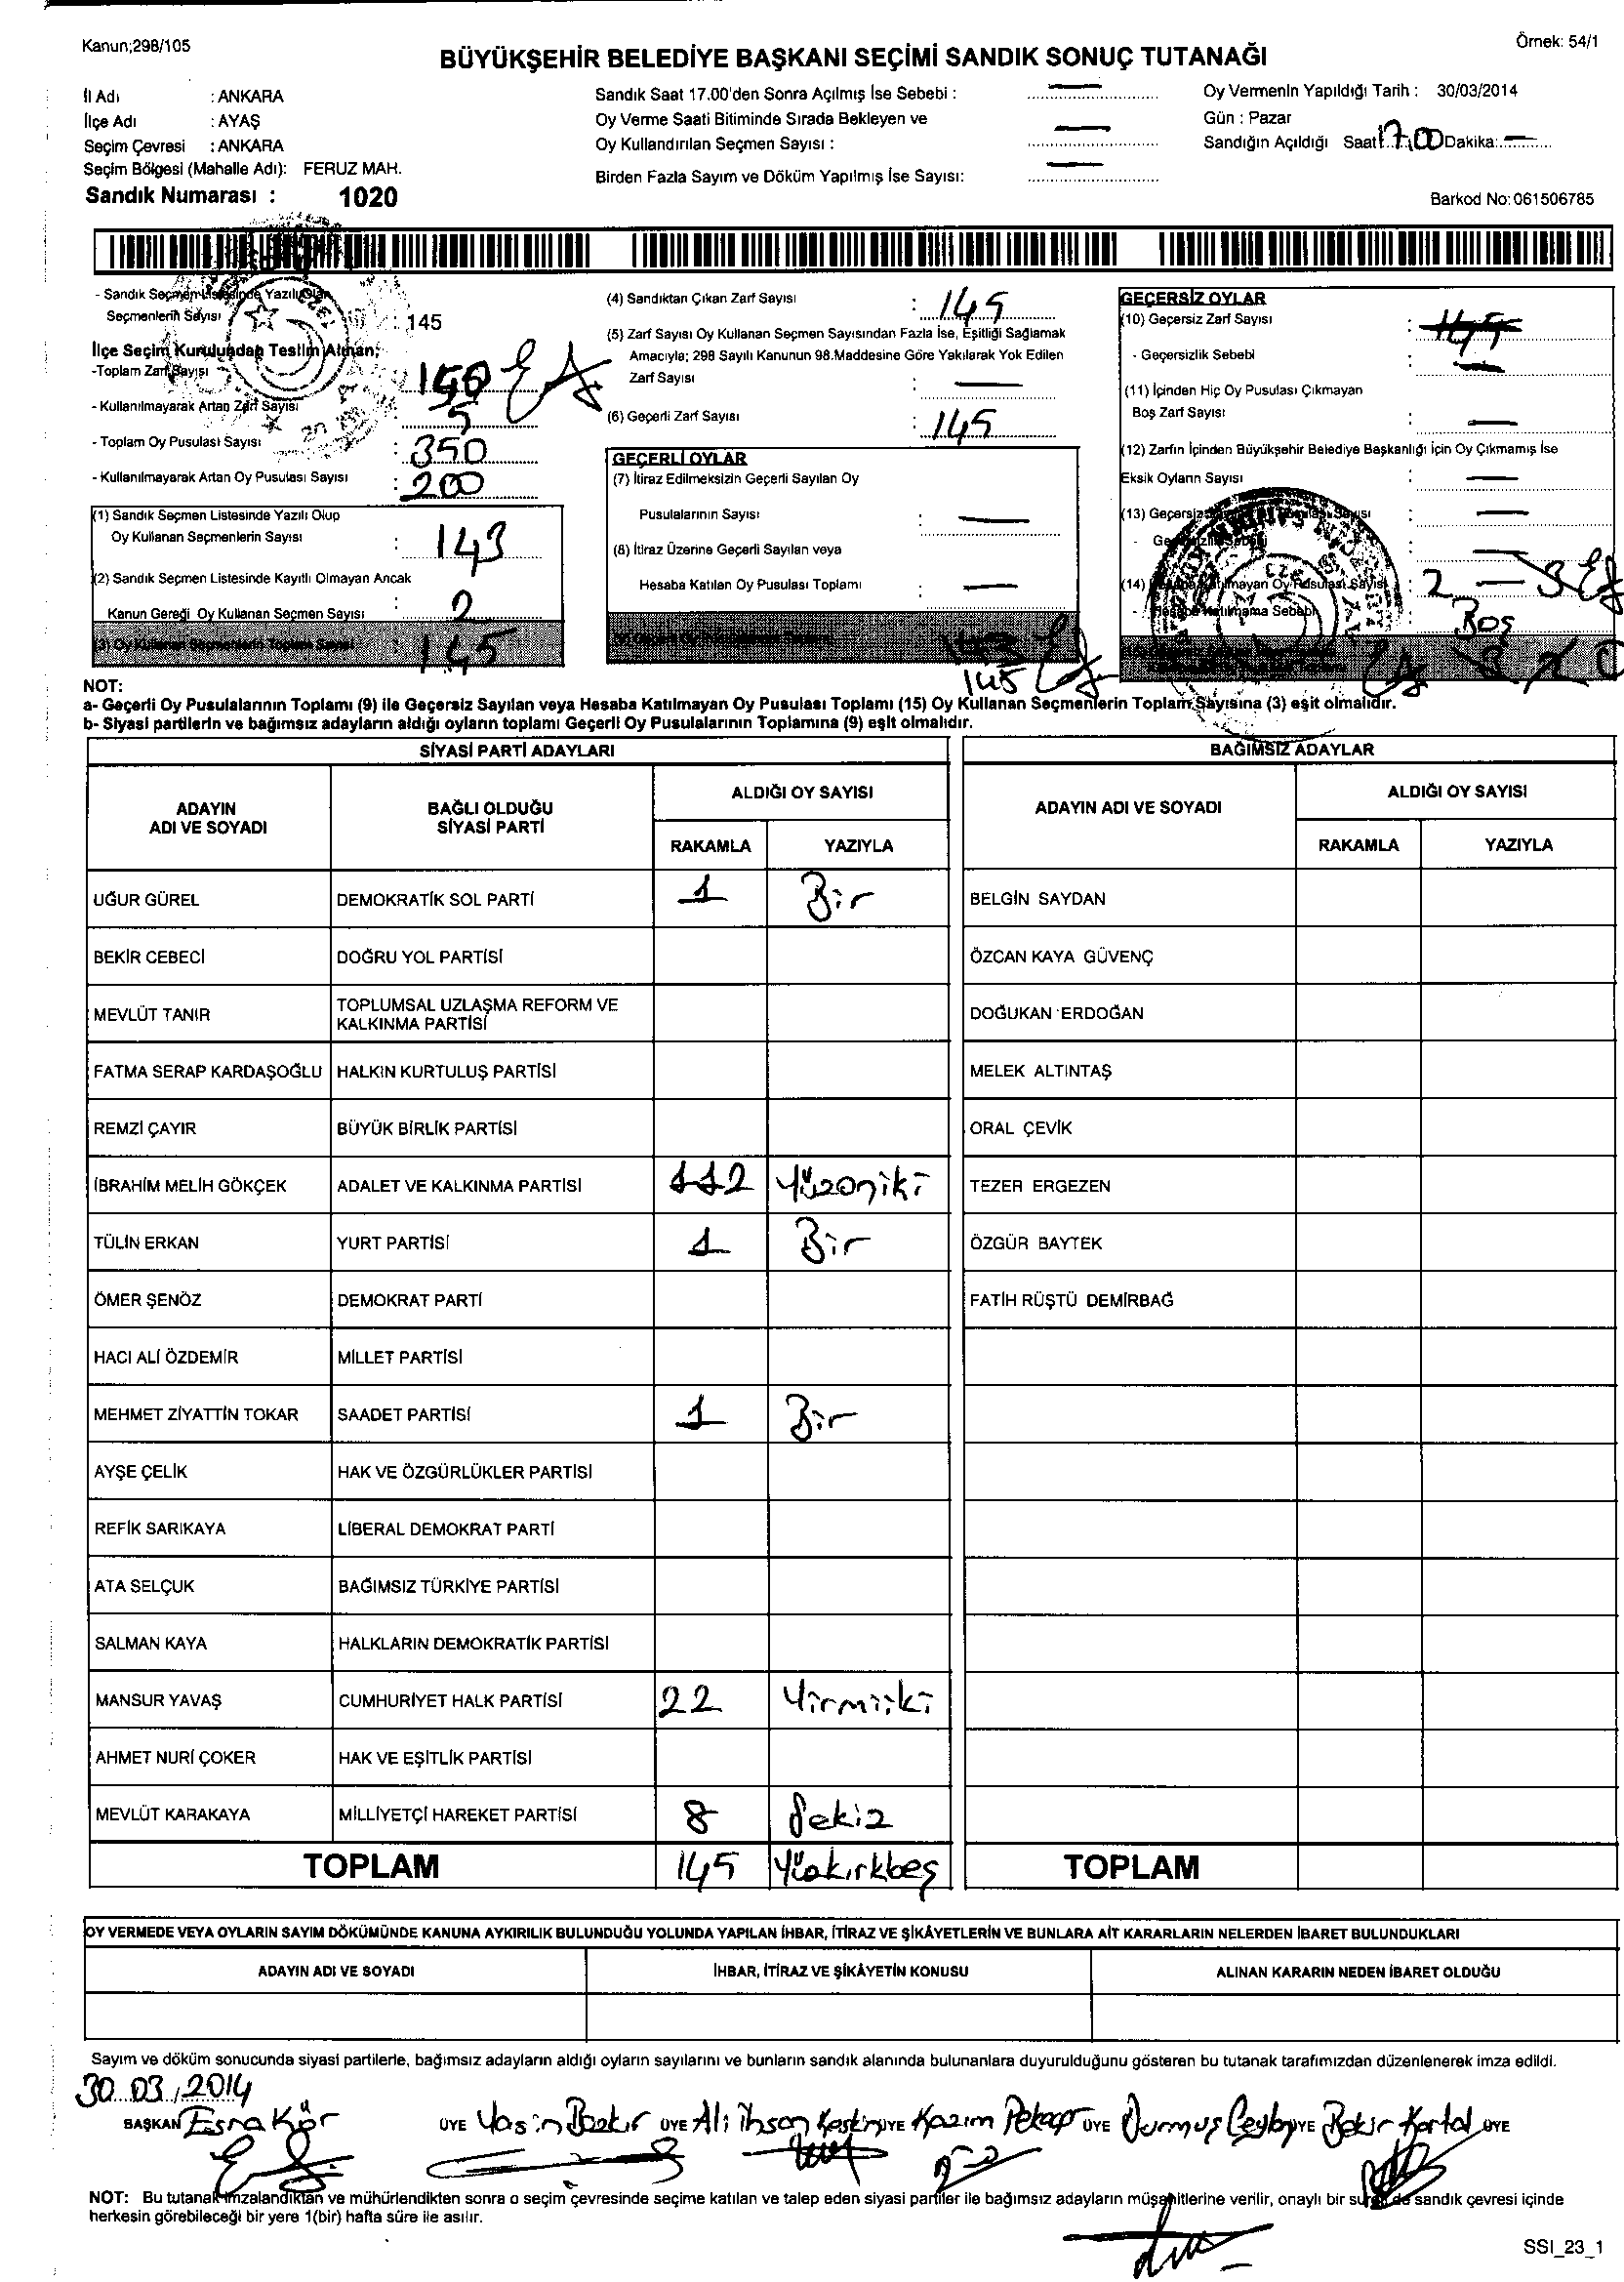 Kanun;298/105
Örnek: 54/1
BÜYÜKŞEHİR BELEDİYE BAŞKANI SEÇİMİ SANDIK SONUÇ TUTANAĞI
İl Adı : ANKARA
İlçe Adı : AYAŞ
Seçim Çevresi : ANKARA
Seçim Bölgesi (Mahalle Adı): FERUZ MAH.
Sandık Numarası : 1020
Sandık Saat 17.00'den Sonra Açılmış İse Sebebi : —
Oy Verme Saati Bitiminde Sırada Bekleyen ve
Oy Kullandırılan Seçmen Sayısı : —
Birden Fazla Sayım ve Döküm Yapılmış İse Sayısı: —
Oy Vermenin Yapıldığı Tarih : 30/03/2014
Gün : Pazar
Sandığın Açıldığı Saat 17.00 Dakika: —
Barkod No: 061506785
- Sandık Seçmen Listesinde Yazılı Olan
Seçmenlerin Sayısı : 145
İlçe Seçim Kurulundan Teslim Alınan;
-Toplam Zarf Sayısı : 150
- Kullanılmayarak Artan Zarf Sayısı 5
- Toplam Oy Pusulası Sayısı : 350
- Kullanılmayarak Artan Oy Pusulası Sayısı : 200
(1) Sandık Seçmen Listesinde Yazılı Olup
Oy Kullanan Seçmenlerin Sayısı : 143
(2) Sandık Seçmen Listesinde Kayıtlı Olmayan Ancak
Kanun Gereği Oy Kullanan Seçmen Sayısı : 2
(3) Oy Kullanan Seçmenlerin Toplam Sayısı : 145
(4) Sandıktan Çıkan Zarf Sayısı : 145
(5) Zarf Sayısı Oy Kullanan Seçmen Sayısından Fazla İse, Eşitliği Sağlamak
Amacıyla; 298 Sayılı Kanunun 98.Maddesine Göre Yakılarak Yok Edilen
Zarf Sayısı : —
(6) Geçerli Zarf Sayısı : 145
GEÇERLİ OYLAR
(7) İtiraz Edilmeksizin Geçerli Sayılan Oy
Pusulalarının Sayısı : —
(8) İtiraz Üzerine Geçerli Sayılan veya
Hesaba Katılan Oy Pusulası Toplamı : —
145
GEÇERSİZ OYLAR
(10) Geçersiz Zarf Sayısı : 145
- Geçersizlik Sebebi —
(11) İçinden Hiç Oy Pusulası Çıkmayan
Boş Zarf Sayısı : —
(12) Zarfın İçinden Büyükşehir Belediye Başkanlığı İçin Oy Çıkmamış İse
Eksik Oyların Sayısı : —
(13) Geçersiz Sayısı : —
(14) Oy Pusulası Sayısı 2 —
Sebebi Boş
NOT:
a- Geçerli Oy Pusulalarının Toplamı (9) ile Geçersiz Sayılan veya Hesaba Katılmayan Oy Pusulası Toplamı (15) Oy Kullanan Seçmenlerin Toplam Sayısına (3) eşit olmalıdır.
b- Siyasi partilerin ve bağımsız adayların aldığı oyların toplamı Geçerli Oy Pusulalarının Toplamına (9) eşit olmalıdır.
SİYASİ PARTİ ADAYLARI
ADAYIN ADI VE SOYADI
BAĞLI OLDUĞU SİYASİ PARTİ
ALDIĞI OY SAYISI
RAKAMLA YAZIYLA
UĞUR GÜREL DEMOKRATİK SOL PARTİ 1 Bir
BEKİR CEBECİ DOĞRU YOL PARTİSİ
MEVLÜT TANIR TOPLUMSAL UZLAŞMA REFORM VE
KALKINMA PARTİSİ
FATMA SERAP KARDAŞOĞLU HALKIN KURTULUŞ PARTİSİ
REMZİ ÇAYIR BÜYÜK BİRLİK PARTİSİ
İBRAHİM MELİH GÖKÇEK ADALET VE KALKINMA PARTİSİ 112 Yüzoniki
TÜLİN ERKAN YURT PARTİSİ 1 Bir
ÖMER ŞENÖZ DEMOKRAT PARTİ
HACI ALİ ÖZDEMİR MİLLET PARTİSİ
MEHMET ZİYATTİN TOKAR SAADET PARTİSİ 1 Bir
AYŞE ÇELİK HAK VE ÖZGÜRLÜKLER PARTİSİ
REFİK SARIKAYA LİBERAL DEMOKRAT PARTİ
ATA SELÇUK BAĞIMSIZ TÜRKİYE PARTİSİ
SALMAN KAYA HALKLARIN DEMOKRATİK PARTİSİ
MANSUR YAVAŞ CUMHURİYET HALK PARTİSİ 22 Yirmiiki
AHMET NURİ ÇOKER HAK VE EŞİTLİK PARTİSİ
MEVLÜT KARAKAYA MİLLİYETÇİ HAREKET PARTİSİ 8 Sekiz
TOPLAM 145 Yüzkırkbeş
BAĞIMSIZ ADAYLAR
ADAYIN ADI VE SOYADI
ALDIĞI OY SAYISI
RAKAMLA YAZIYLA
BELGİN SAYDAN
ÖZCAN KAYA GÜVENÇ
DOĞUKAN ERDOĞAN
MELEK ALTINTAŞ
ORAL ÇEVİK
TEZER ERGEZEN
ÖZGÜR BAYTEK
FATİH RÜŞTÜ DEMİRBAĞ
TOPLAM
OY VERMEDE VEYA OYLARIN SAYIM DÖKÜMÜNDE KANUNA AYKIRILIK BULUNDUĞU YOLUNDA YAPILAN İHBAR, İTİRAZ VE ŞİKÂYETLERİN VE BUNLARA AİT KARARLARIN NELERDEN İBARET BULUNDUKLARI
ADAYIN ADI VE SOYADI İHBAR, İTİRAZ VE ŞİKÂYETİN KONUSU ALINAN KARARIN NEDEN İBARET OLDUĞU
Sayım ve döküm sonucunda siyasi partilerle, bağımsız adayların aldığı oyların sayılarını ve bunların sandık alanında bulunanlara duyurulduğunu gösteren bu tutanak tarafımızdan düzenlenerek imza edildi.
30.03.2014
BAŞKAN Esra Kör ÜYE Yasin ÜYE Ali İhsan Keskin ÜYE Kazım Pekcap ÜYE Durmuş Ceylan ÜYE Bekir Kartal ÜYE
NOT: Bu tutanak imzalandıktan ve mühürlendikten sonra o seçim çevresinde seçime katılan ve talep eden siyasi partiler ile bağımsız adayların müşahitlerine verilir, onaylı bir sureti de sandık çevresi içinde
herkesin görebileceği bir yere 1(bir) hafta süre ile asılır.
SSI_23_1